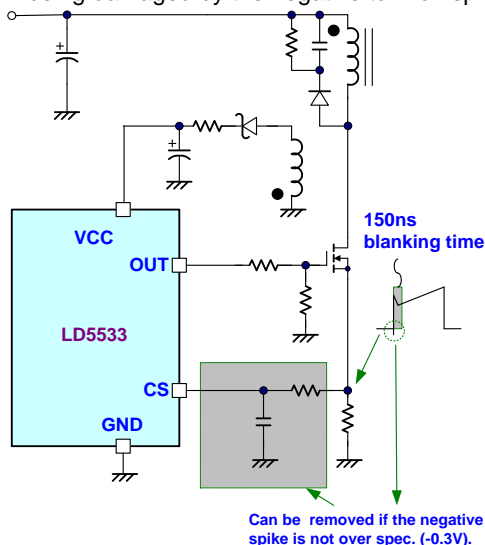 150ns
blanking time
VCC
OUT
LD5533
CS
GND
Can be removed if the negative
spike is not over spec. (-0.3V).